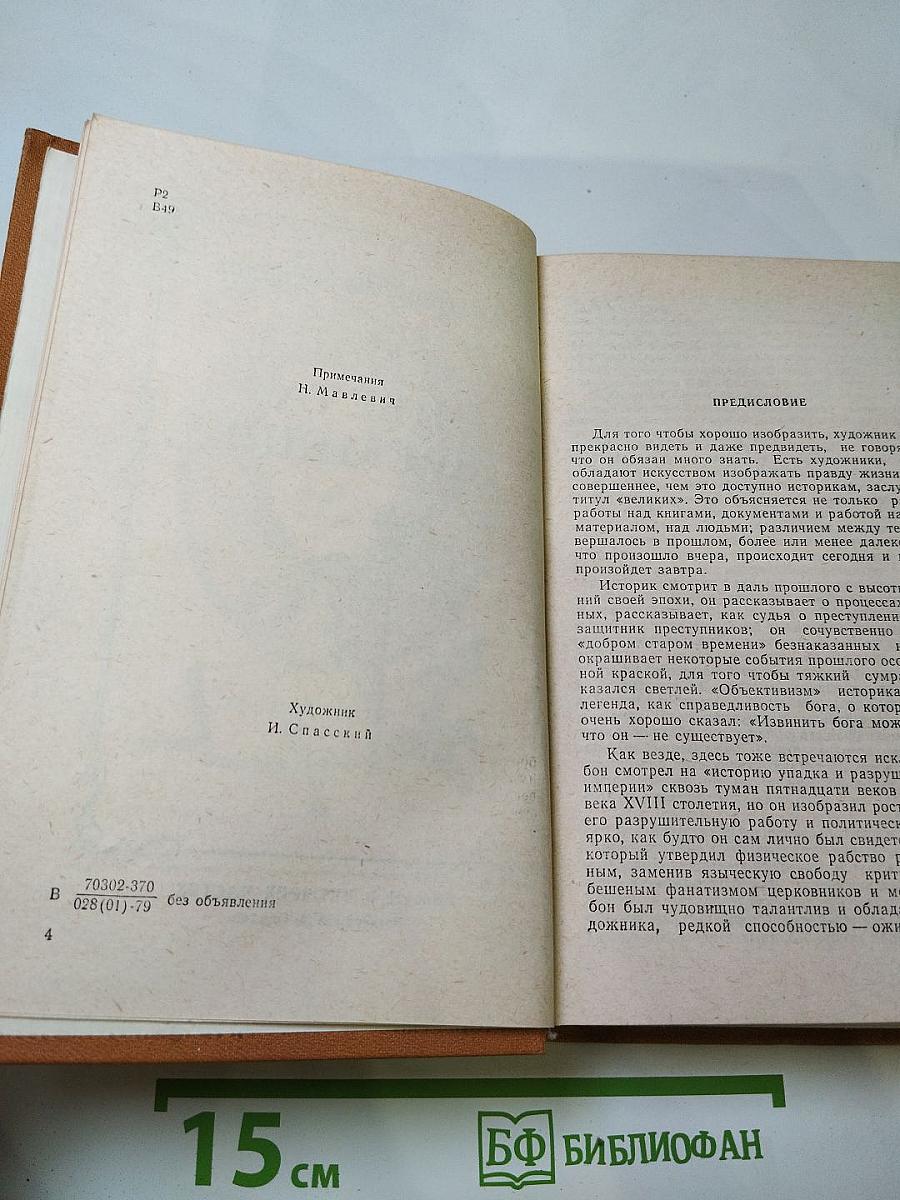 Р2
В49
Примечания
Н. Мавлевич
Художник
И. Спасский
В 70302-370
028(01)-79 без объявления
4
ПРЕДИСЛОВИЕ
Для того чтобы хорошо изобразить, художник
прекрасно видеть и даже предвидеть, не говоря
что он обязан много знать. Есть художники,
обладают искусством изображать правду жизни
совершеннее, чем это доступно историкам, заслу
титул «великих». Это объясняется не только р
работы над книгами, документами и работой на
материалом, над людьми; различием между те
вершалось в прошлом, более или менее далеко
что произошло вчера, происходит сегодня и
произойдет завтра.
Историк смотрит в даль прошлого с высоты
ний своей эпохи, он рассказывает о процессах
ных, рассказывает, как судья о преступлени
защитник преступников; он сочувственно
«добром старом времени» безнаказанных
окрашивает некоторые события прошлого осо
ной краской, для того чтобы тяжкий сумра
казался светлей. «Объективизм» историка
легенда, как справедливость бога, о котор
очень хорошо сказал: «Извинить бога мож
что он — не существует».
Как везде, здесь тоже встречаются иск
бон смотрел на «историю упадка и разруш
империи» сквозь туман пятнадцати веков
века XVIII столетия, но он изобразил рост
его разрушительную работу и политическ
ярко, как будто он сам лично был свидете
который утвердил физическое рабство р
ным, заменив языческую свободу крит
бешеным фанатизмом церковников и м
бон был чудовищно талантлив и облада
дожника, редкой способностью — ожи
15 см
БФ БИБЛИОФАН